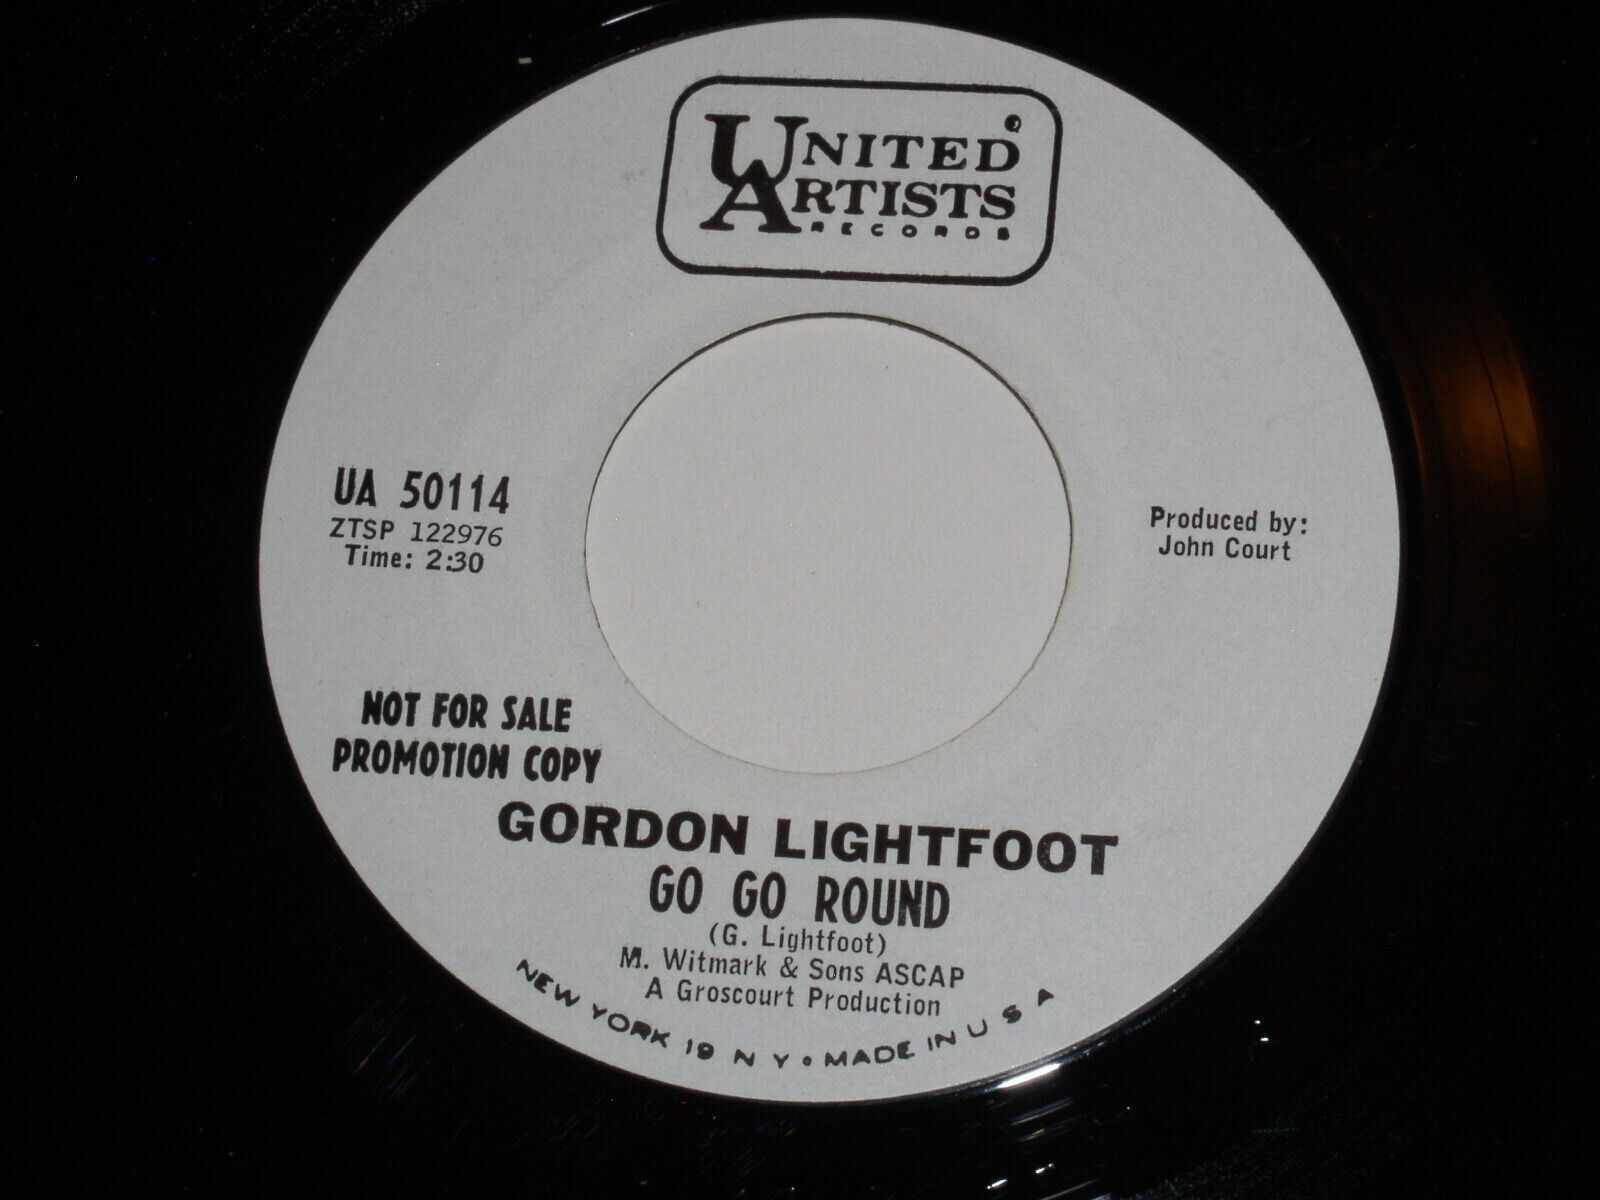 UNITED
ARTISTS
RECORDS
UA 50114
ZTSP 122976
Time: 2:30
Produced by:
John Court
NOT FOR SALE
PROMOTION COPY
GORDON LIGHTFOOT
GO GO ROUND
(G. Lightfoot)
M. Witmark & Sons ASCAP
A Groscourt Production
NEW YORK 19 N Y • MADE IN U S A